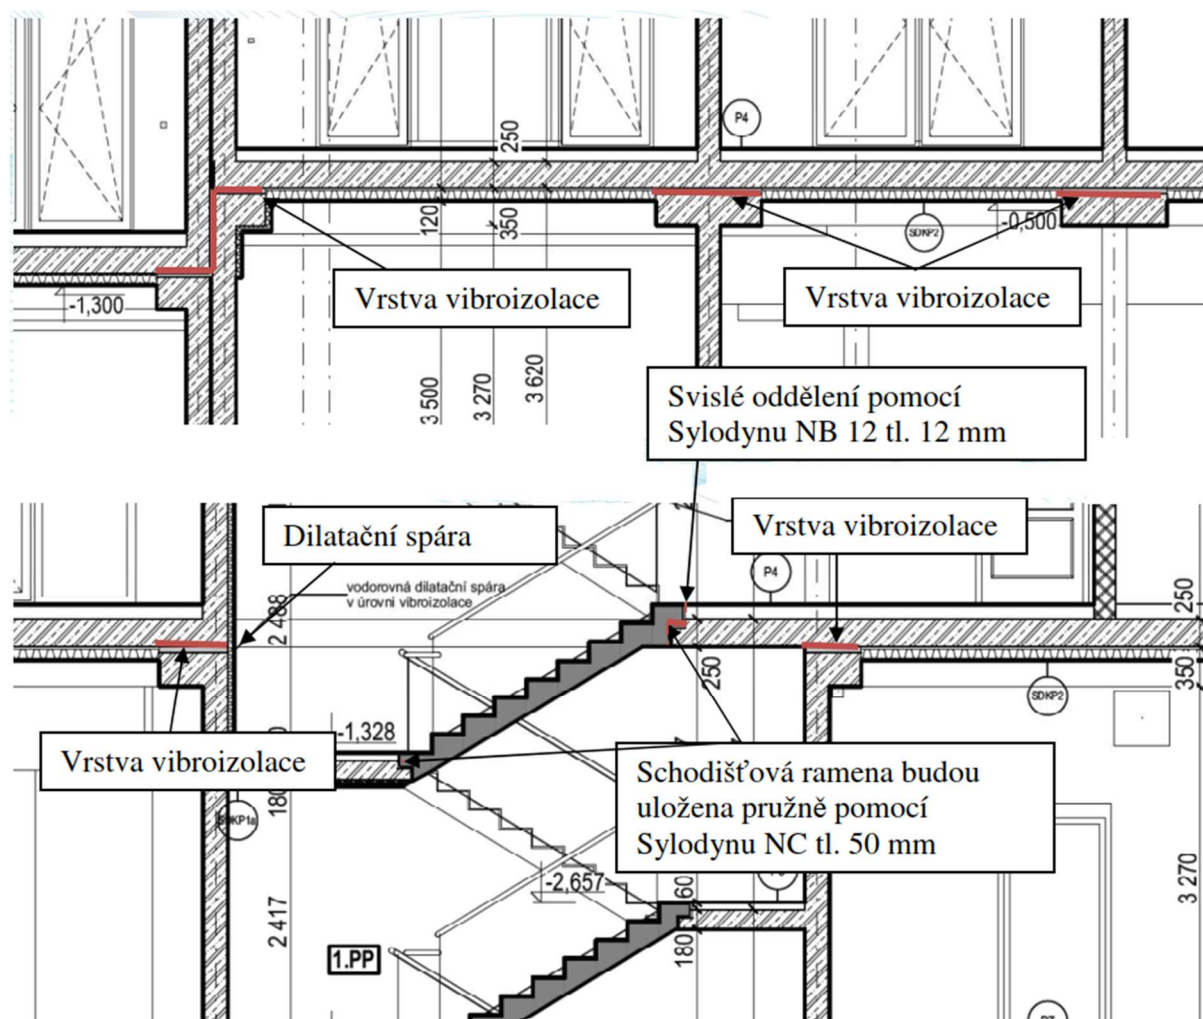 P4
250
120
350
SDKP2
-0,500
-1,300
Vrstva vibroizolace
Vrstva vibroizolace
3 500
3 270
3 620
Svislé oddělení pomocí
Sylodynu NB 12 tl. 12 mm
Dilatační spára
Vrstva vibroizolace
P4
vodorovná dilatační spára
v úrovni vibroizolace
2 488
250
250
350
SDKP2
-1,328
Vrstva vibroizolace
Schodišťová ramena budou
uložena pružně pomocí
Sylodynu NC tl. 50 mm
180
SDKP1a
-2,657
2 417
60
180
3 270
1.PP